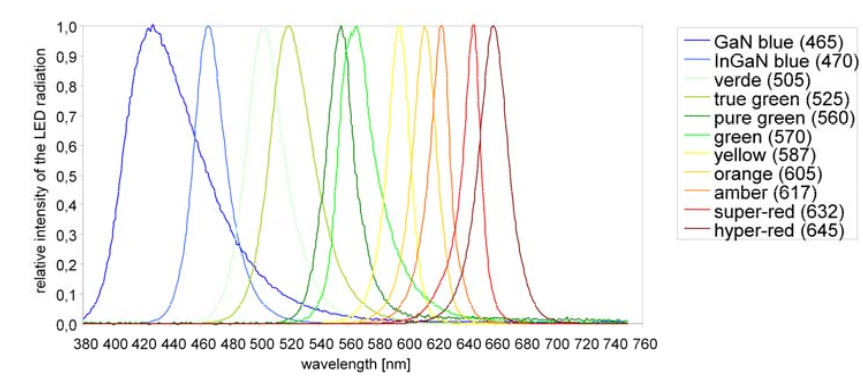 relative intensity of the LED radiation
1,0
0,9
0,8
0,7
0,6
0,5
0,4
0,3
0,2
0,1
0,0
380 400 420 440 460 480 500 520 540 560 580 600 620 640 660 680 700 720 740 760
wavelength [nm]
GaN blue (465)
InGaN blue (470)
verde (505)
true green (525)
pure green (560)
green (570)
yellow (587)
orange (605)
amber (617)
super-red (632)
hyper-red (645)